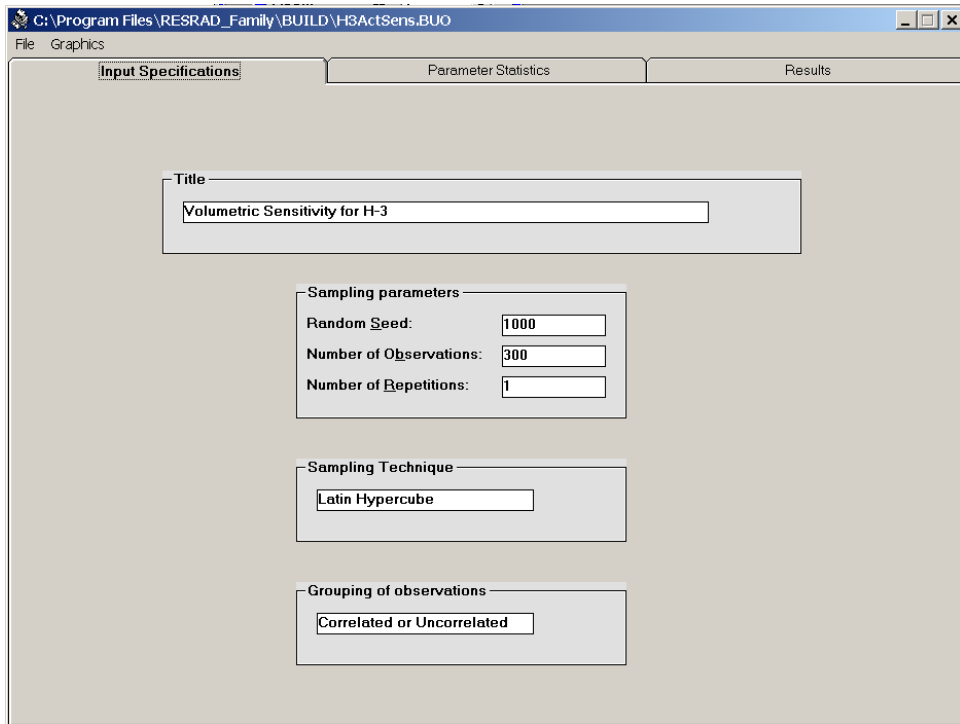 C:\Program Files\RESRAD_Family\BUILD\H3ActSens.BUO
File Graphics
Input Specifications Parameter Statistics Results
Title
Volumetric Sensitivity for H-3
Sampling parameters
Random Seed: 1000
Number of Observations: 300
Number of Repetitions: 1
Sampling Technique
Latin Hypercube
Grouping of observations
Correlated or Uncorrelated